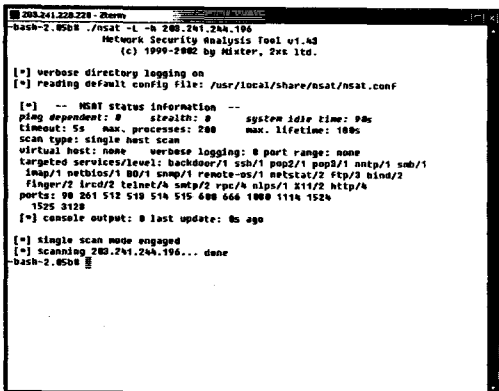 203.241.228.228 - Zterm
-bash-2.05b# ./nsat -L -h 203.241.244.196
Network Security Analysis Tool v1.43
(c) 1999-2002 by Mixter, 2xs ltd.
[*] verbose directory logging on
[*] reading default config file: /usr/local/share/nsat/nsat.conf
[*] -- NSAT status information --
ping dependent: 0 stealth: 0 system idle time: 90s
timeout: 5s max. processes: 200 max. lifetime: 180s
scan type: single host scan
virtual host: none verbose logging: 0 port range: none
targeted services/level: backdoor/1 ssh/1 pop2/1 pop3/1 nntp/1 smb/1
imap/1 netbios/1 BO/1 snmp/1 remote-os/1 netstat/2 ftp/3 bind/2
finger/2 ircd/2 telnet/4 smtp/2 rpc/4 nlps/1 X11/2 http/4
ports: 98 261 512 513 514 515 600 666 1080 1114 1524
1525 3128
[*] console output: 0 last update: 0s ago
[*] single scan mode engaged
[*] scanning 203.241.244.196... done
-bash-2.05b#